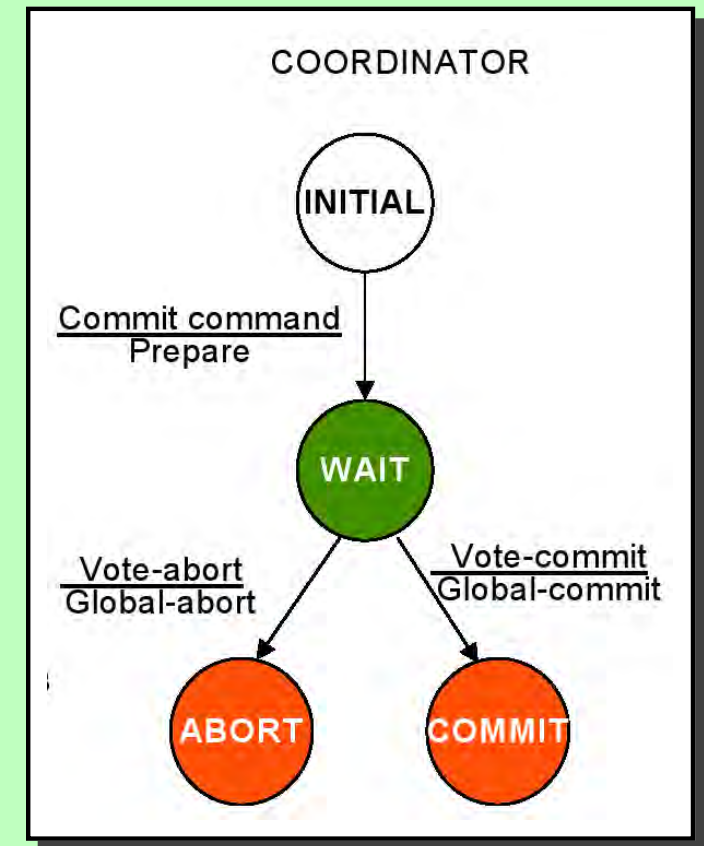 COORDINATOR
INITIAL
Commit command
Prepare
WAIT
Vote-abort
Global-abort
Vote-commit
Global-commit
ABORT
COMMIT